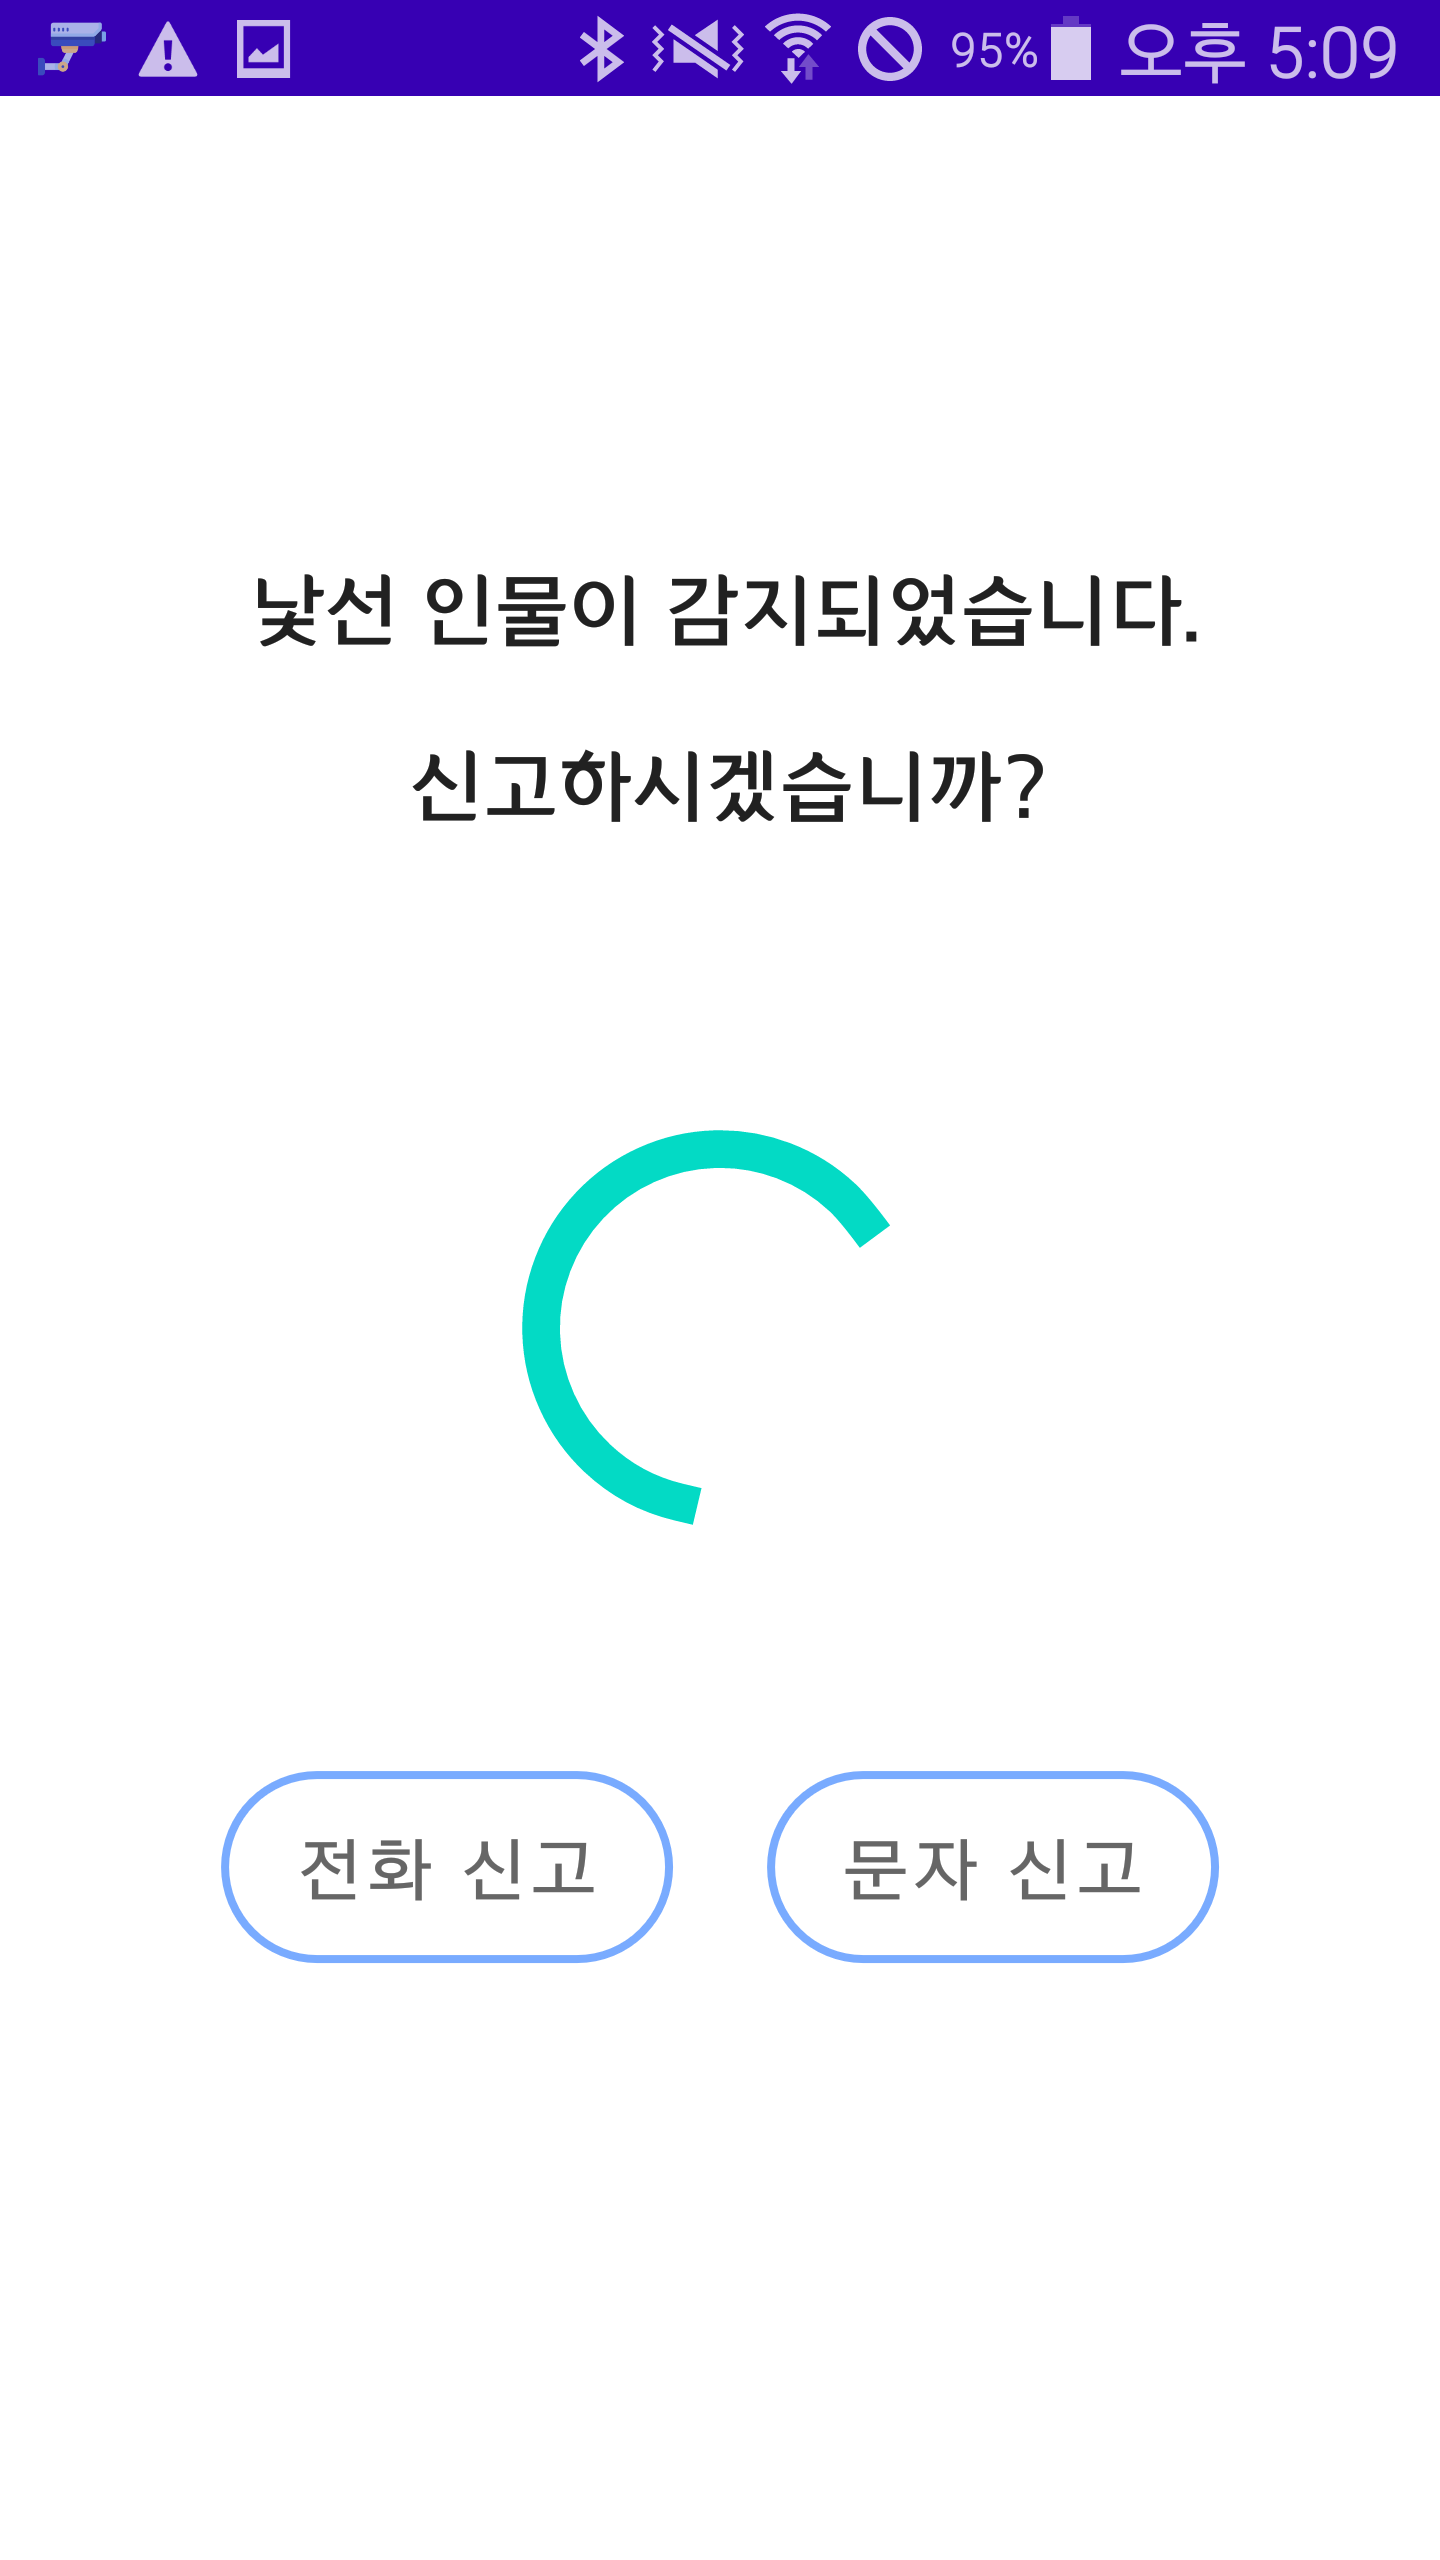 95% 오후 5:09
낯선 인물이 감지되었습니다.
신고하시겠습니까?
전화 신고
문자 신고